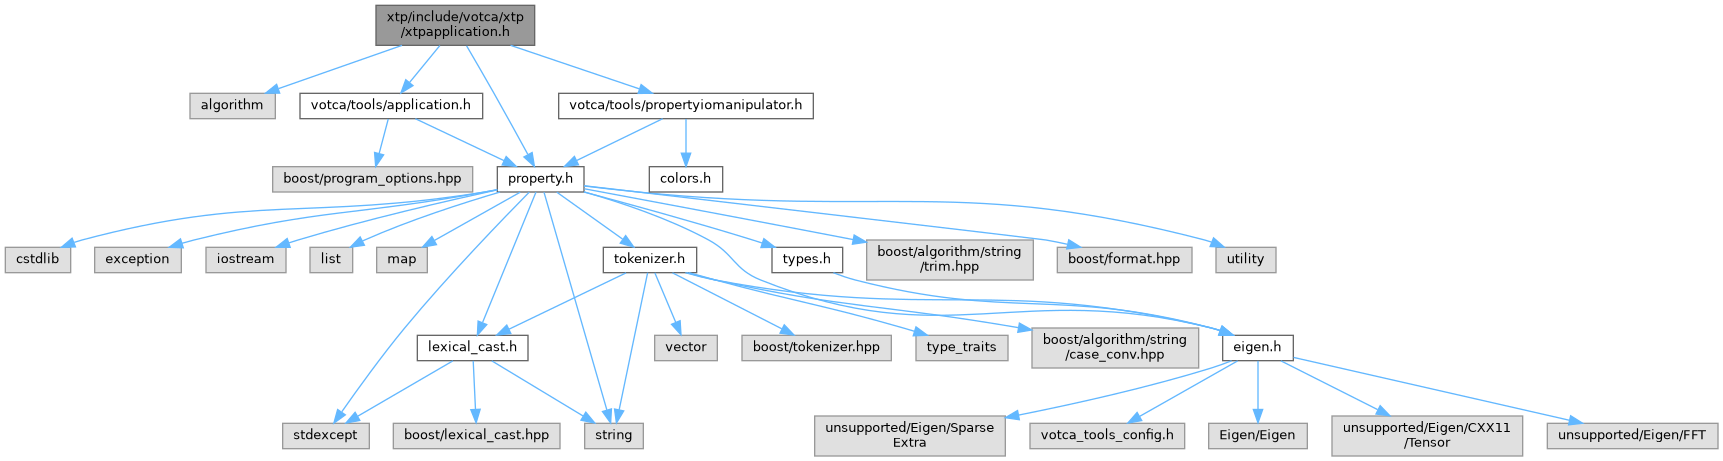 xtp/include/votca/xtp
/xtpapplication.h
algorithm
votca/tools/application.h
votca/tools/propertyiomanipulator.h
boost/program_options.hpp
property.h
colors.h
cstdlib
exception
iostream
list
map
tokenizer.h
types.h
boost/algorithm/string
/trim.hpp
boost/format.hpp
utility
lexical_cast.h
vector
boost/tokenizer.hpp
type_traits
boost/algorithm/string
/case_conv.hpp
eigen.h
stdexcept
boost/lexical_cast.hpp
string
unsupported/Eigen/Sparse
Extra
votca_tools_config.h
Eigen/Eigen
unsupported/Eigen/CXX11
/Tensor
unsupported/Eigen/FFT